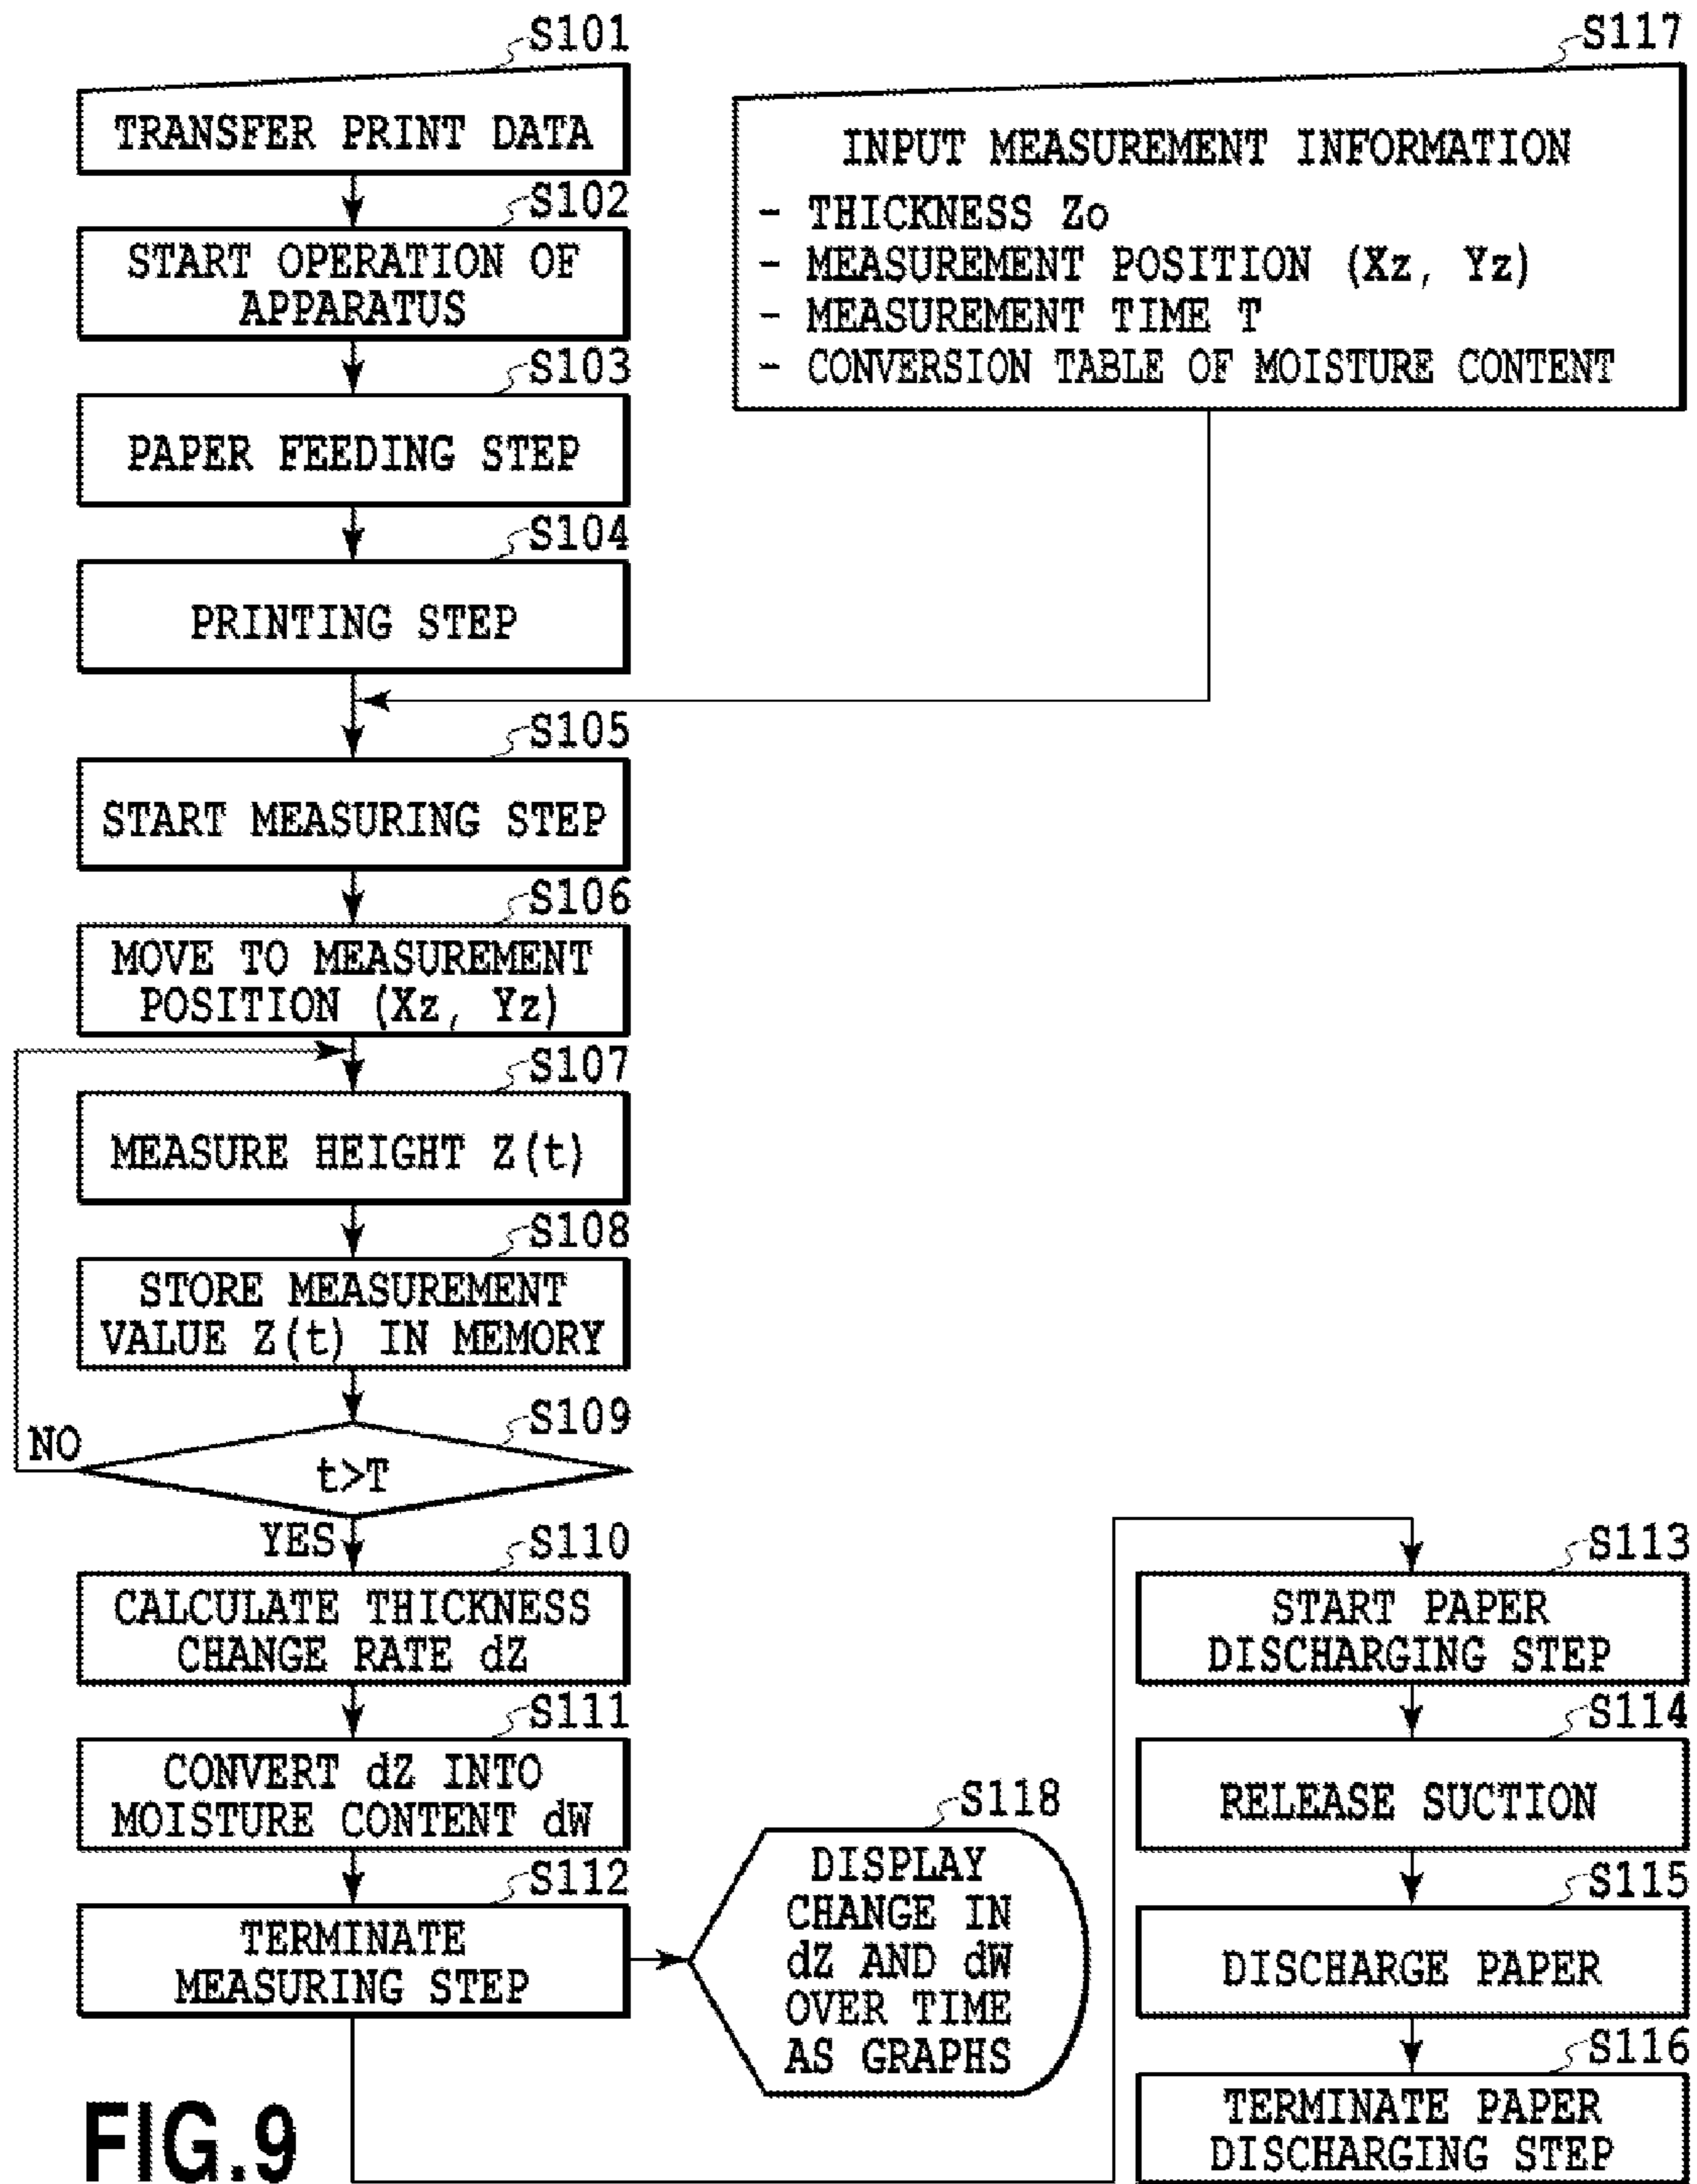 S101
TRANSFER PRINT DATA
S102
START OPERATION OF
APPARATUS
S103
PAPER FEEDING STEP
S104
PRINTING STEP
S117
INPUT MEASUREMENT INFORMATION
- THICKNESS Zo
- MEASUREMENT POSITION (Xz, Yz)
- MEASUREMENT TIME T
- CONVERSION TABLE OF MOISTURE CONTENT
S105
START MEASURING STEP
S106
MOVE TO MEASUREMENT
POSITION (Xz, Yz)
S107
MEASURE HEIGHT Z(t)
S108
STORE MEASUREMENT
VALUE Z(t) IN MEMORY
S109
NO
t>T
YES
S110
CALCULATE THICKNESS
CHANGE RATE dZ
S111
CONVERT dZ INTO
MOISTURE CONTENT dW
S112
TERMINATE
MEASURING STEP
S118
DISPLAY
CHANGE IN
dZ AND dW
OVER TIME
AS GRAPHS
S113
START PAPER
DISCHARGING STEP
S114
RELEASE SUCTION
S115
DISCHARGE PAPER
S116
TERMINATE PAPER
DISCHARGING STEP
FIG.9